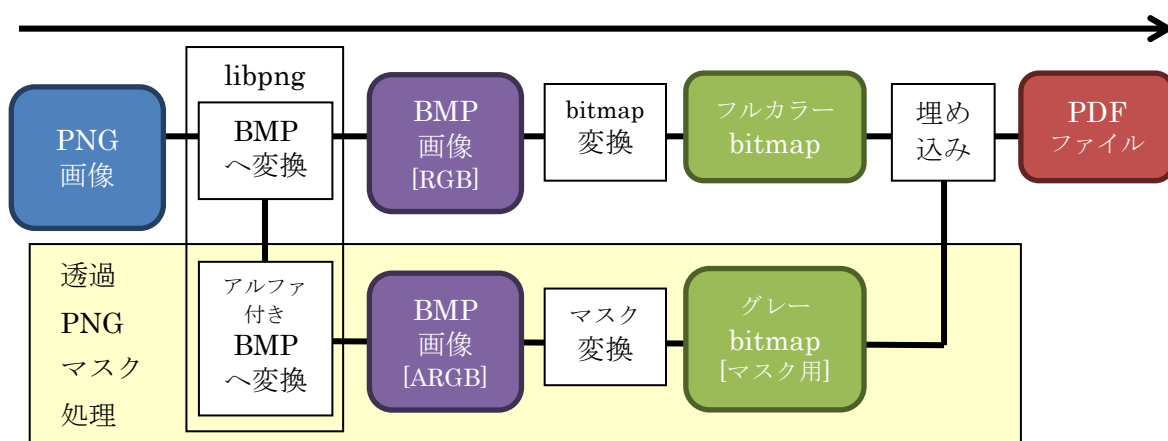 libpng
PNG
画像
BMP
へ変換
BMP
画像
[RGB]
bitmap
変換
フルカラー
bitmap
埋め
込み
PDF
ファイル
透過
PNG
マスク
処理
アルファ
付き
BMP
へ変換
BMP
画像
[ARGB]
マスク
変換
グレー
bitmap
[マスク用]